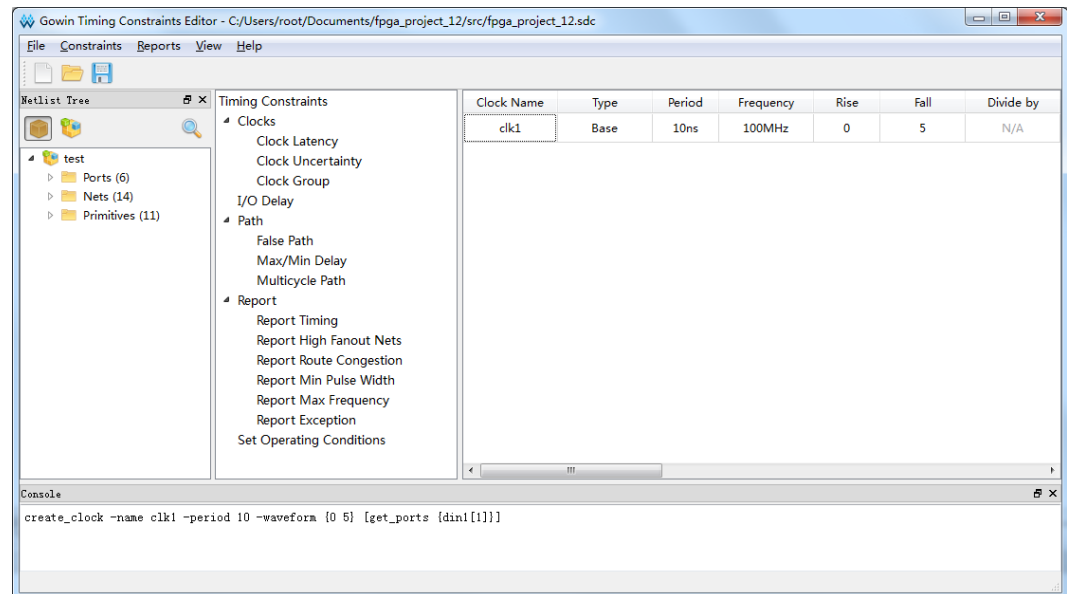 Gowin Timing Constraints Editor - C:/Users/root/Documents/fpga_project_12/src/fpga_project_12.sdc
File Constraints Reports View Help
Netlist Tree
test
Ports (6)
Nets (14)
Primitives (11)
Timing Constraints
Clocks
Clock Latency
Clock Uncertainty
Clock Group
I/O Delay
Path
False Path
Max/Min Delay
Multicycle Path
Report
Report Timing
Report High Fanout Nets
Report Route Congestion
Report Min Pulse Width
Report Max Frequency
Report Exception
Set Operating Conditions
Clock Name Type Period Frequency Rise Fall Divide by
clk1 Base 10ns 100MHz 0 5 N/A
Console
create_clock -name clk1 -period 10 -waveform {0 5} [get_ports {din1[1]}]